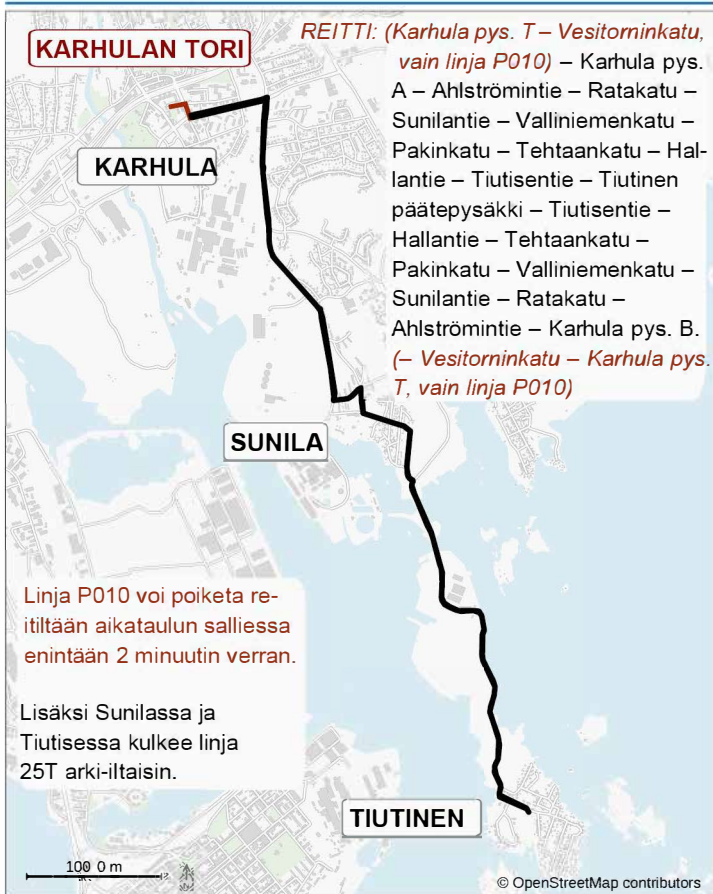 KARHULAN TORI
REITTI: (Karhula pys. T – Vesitorninkatu,
vain linja P010) – Karhula pys.
A – Ahlströmintie – Ratakatu –
Sunilantie – Valliniemenkatu –
Pakinkatu – Tehtaankatu – Hal-
lantie – Tiutisentie – Tiutinen
päätepysäkki – Tiutisentie –
Hallantie – Tehtaankatu –
Pakinkatu – Valliniemenkatu –
Sunilantie – Ratakatu –
Ahlströmintie – Karhula pys. B.
(– Vesitorninkatu – Karhula pys.
T, vain linja P010)
KARHULA
SUNILA
Linja P010 voi poiketa re-
itiltään aikataulun salliessa
enintään 2 minuutin verran.
Lisäksi Sunilassa ja
Tiutisessa kulkee linja
25T arki-iltaisin.
TIUTINEN
100 0 m
© OpenStreetMap contributors